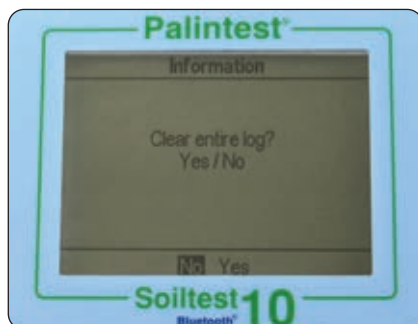 Palintest®
Information
Clear entire log?
Yes / No
No Yes
Soiltest 10
Bluetooth®